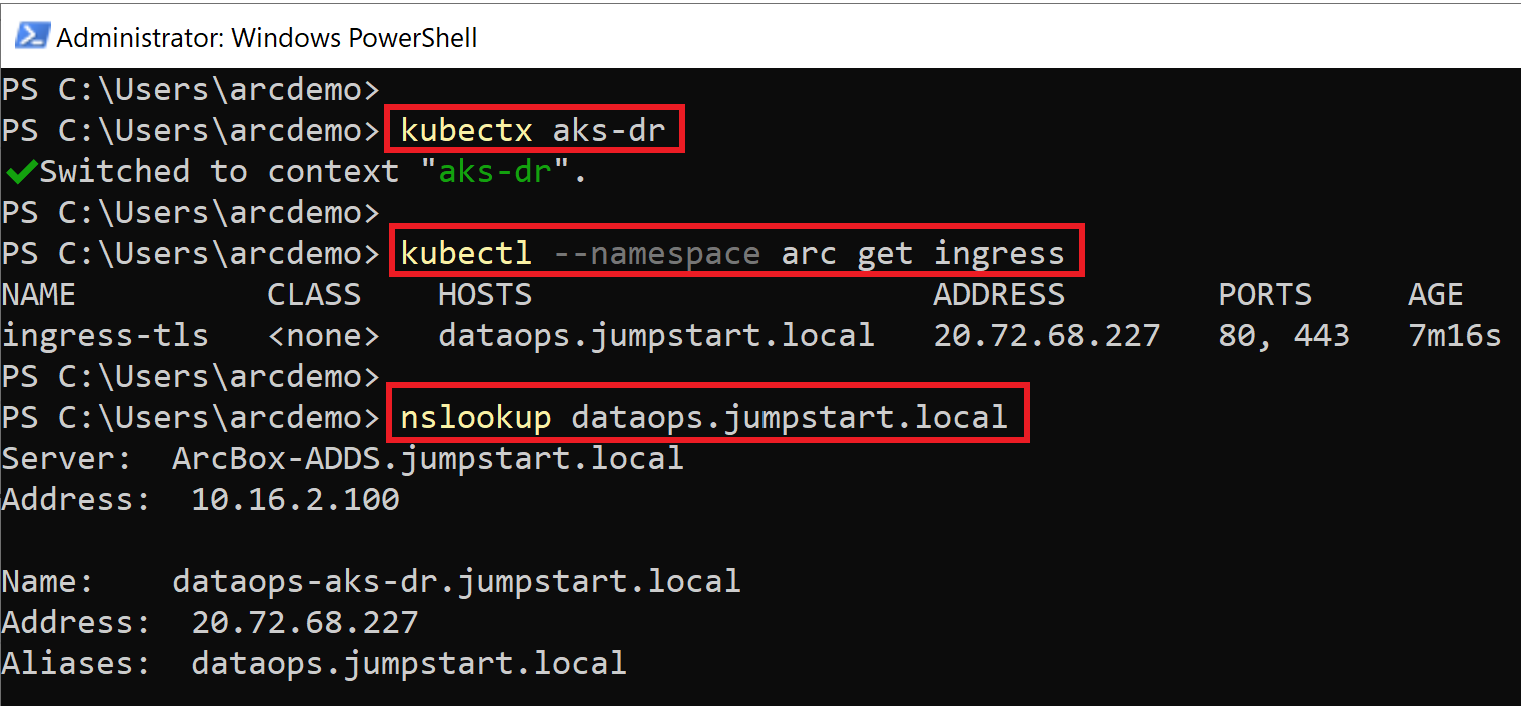 Administrator: Windows PowerShell
PS C:\Users\arcdemo>
PS C:\Users\arcdemo> kubectx aks-dr
✔Switched to context "aks-dr".
PS C:\Users\arcdemo>
PS C:\Users\arcdemo> kubectl --namespace arc get ingress
NAME          CLASS    HOSTS                     ADDRESS        PORTS     AGE
ingress-tls   <none>   dataops.jumpstart.local   20.72.68.227   80, 443   7m16s
PS C:\Users\arcdemo>
PS C:\Users\arcdemo> nslookup dataops.jumpstart.local
Server:  ArcBox-ADDS.jumpstart.local
Address:  10.16.2.100

Name:    dataops-aks-dr.jumpstart.local
Address:  20.72.68.227
Aliases:  dataops.jumpstart.local